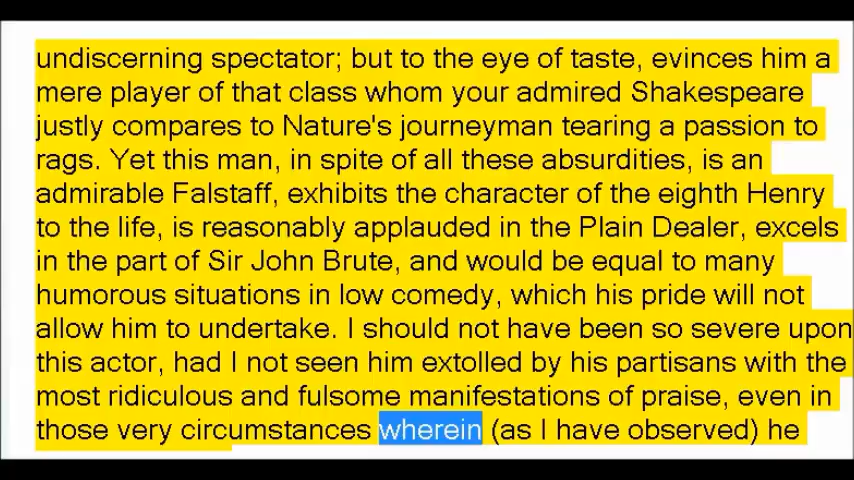 undiscerning spectator; but to the eye of taste, evinces him a
mere player of that class whom your admired Shakespeare
justly compares to Nature's journeyman tearing a passion to
rags. Yet this man, in spite of all these absurdities, is an
admirable Falstaff, exhibits the character of the eighth Henry
to the life, is reasonably applauded in the Plain Dealer, excels
in the part of Sir John Brute, and would be equal to many
humorous situations in low comedy, which his pride will not
allow him to undertake. I should not have been so severe upon
this actor, had I not seen him extolled by his partisans with the
most ridiculous and fulsome manifestations of praise, even in
those very circumstances wherein (as I have observed) he